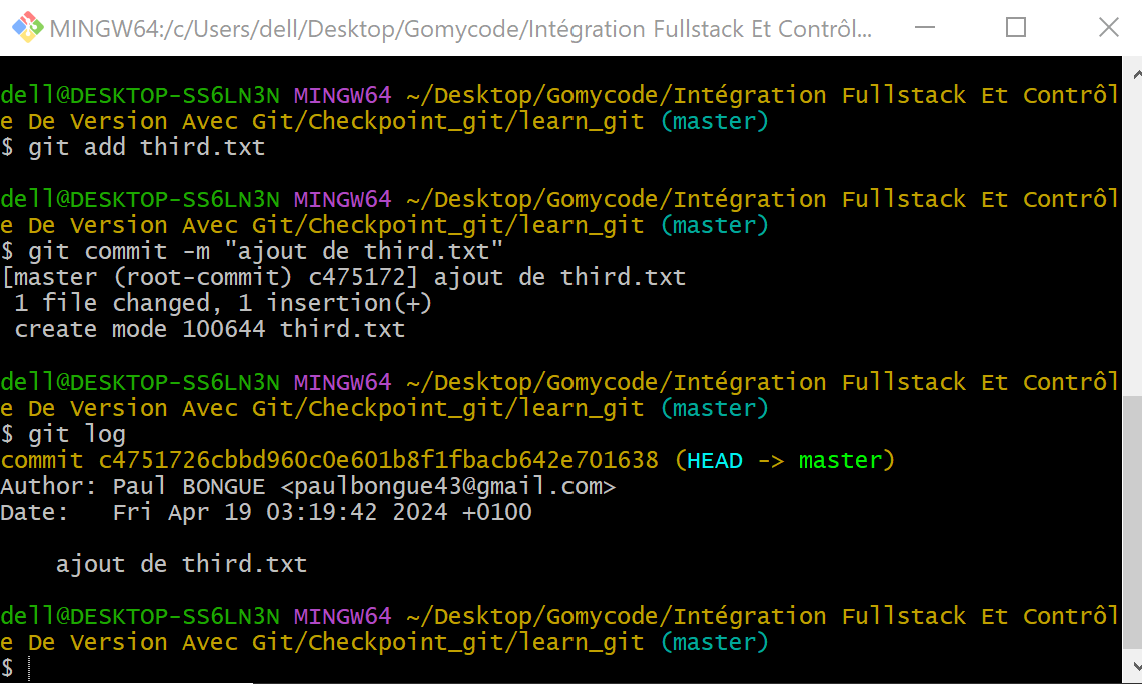 MINGW64:/c/Users/dell/Desktop/Gomycode/Intégration Fullstack Et Contrôl...
dell@DESKTOP-SS6LN3N MINGW64 ~/Desktop/Gomycode/Intégration Fullstack Et Contrôl
e De Version Avec Git/Checkpoint_git/learn_git (master)
$ git add third.txt
dell@DESKTOP-SS6LN3N MINGW64 ~/Desktop/Gomycode/Intégration Fullstack Et Contrôl
e De Version Avec Git/Checkpoint_git/learn_git (master)
$ git commit -m "ajout de third.txt"
[master (root-commit) c475172] ajout de third.txt
 1 file changed, 1 insertion(+)
 create mode 100644 third.txt
dell@DESKTOP-SS6LN3N MINGW64 ~/Desktop/Gomycode/Intégration Fullstack Et Contrôl
e De Version Avec Git/Checkpoint_git/learn_git (master)
$ git log
commit c4751726cbbd960c0e601b8f1fbacb642e701638 (HEAD -> master)
Author: Paul BONGUE <paulbongue43@gmail.com>
Date:   Fri Apr 19 03:19:42 2024 +0100
    ajout de third.txt
dell@DESKTOP-SS6LN3N MINGW64 ~/Desktop/Gomycode/Intégration Fullstack Et Contrôl
e De Version Avec Git/Checkpoint_git/learn_git (master)
$